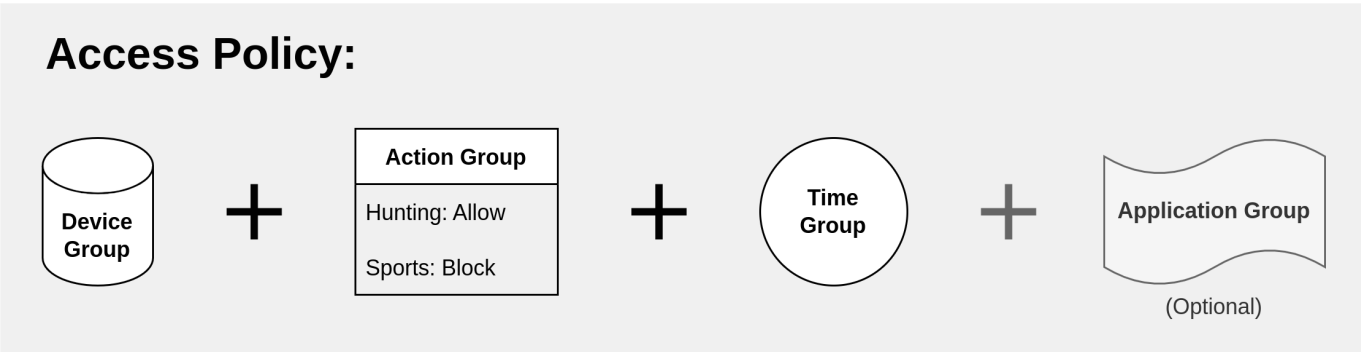 Access Policy:
Device
Group
Action Group
Hunting: Allow
Sports: Block
Time
Group
Application Group
(Optional)